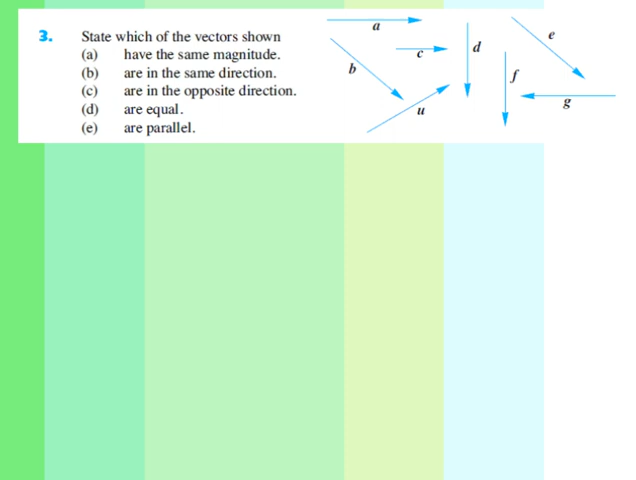 3. State which of the vectors shown
(a) have the same magnitude.
(b) are in the same direction.
(c) are in the opposite direction.
(d) are equal.
(e) are parallel.
a
b
c
d
e
f
g
u